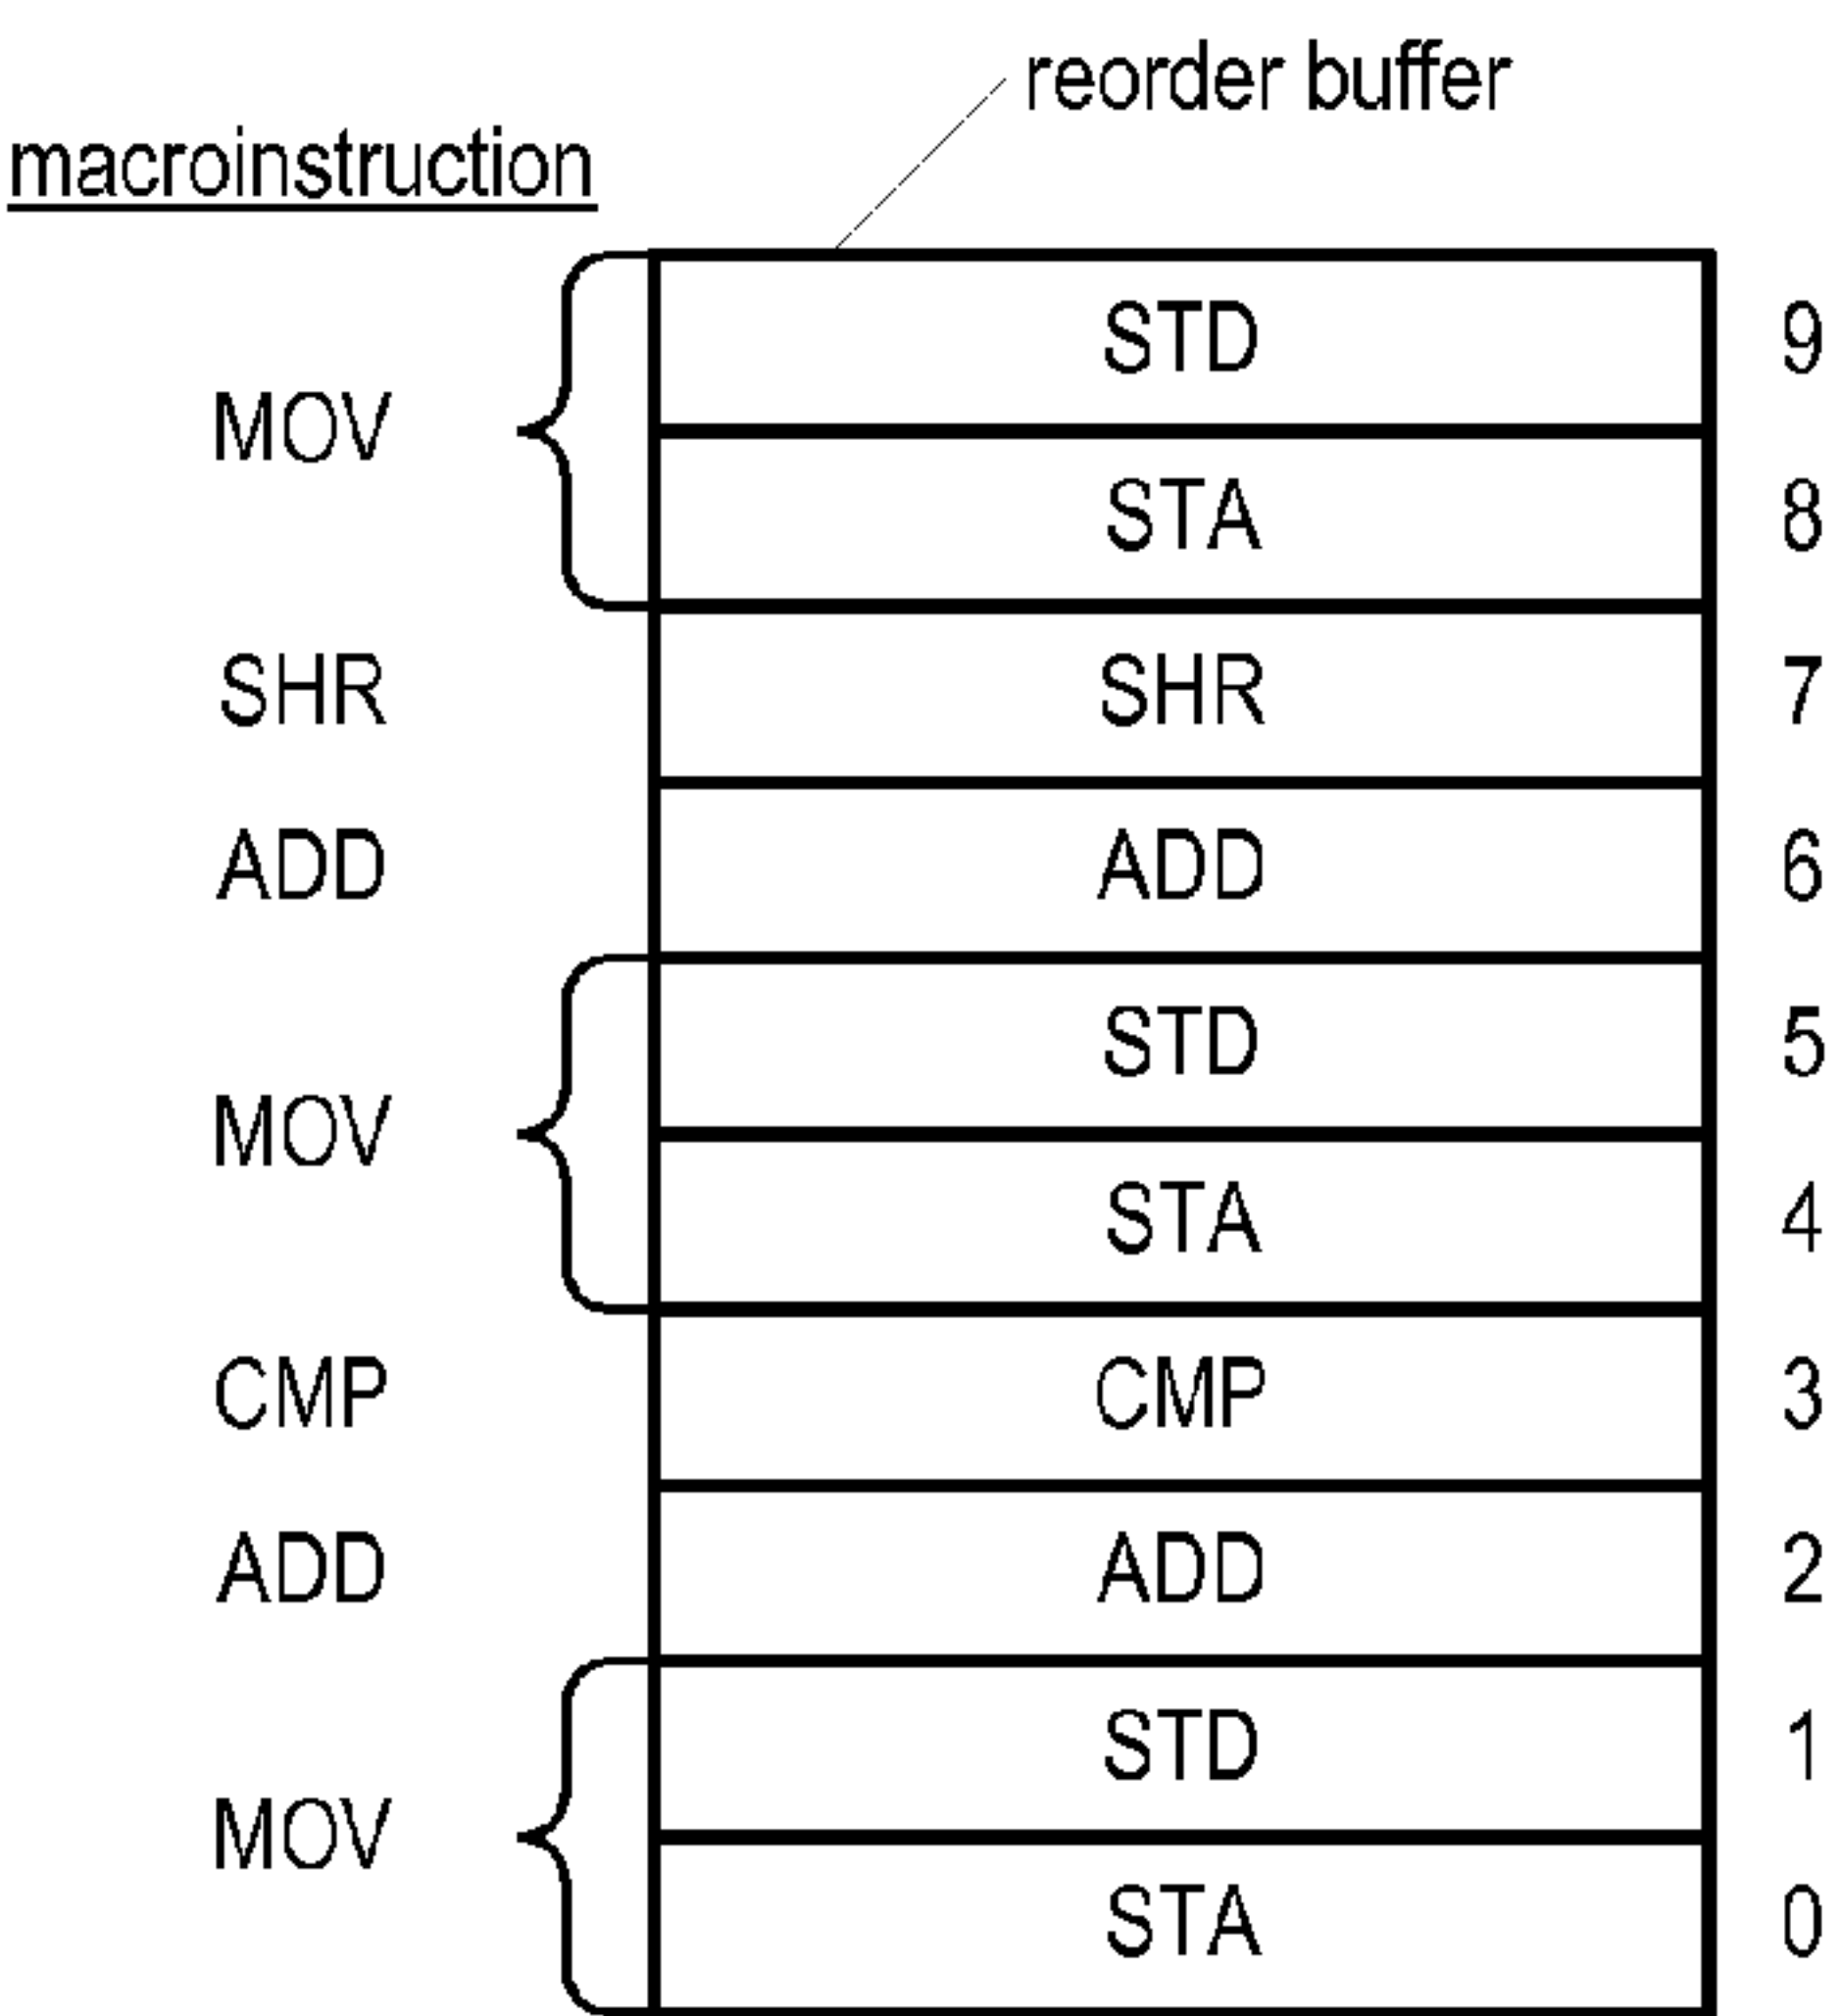 reorder buffer
macroinstruction
STD 9
MOV
STA 8
SHR SHR 7
ADD ADD 6
STD 5
MOV
STA 4
CMP CMP 3
ADD ADD 2
STD 1
MOV
STA 0